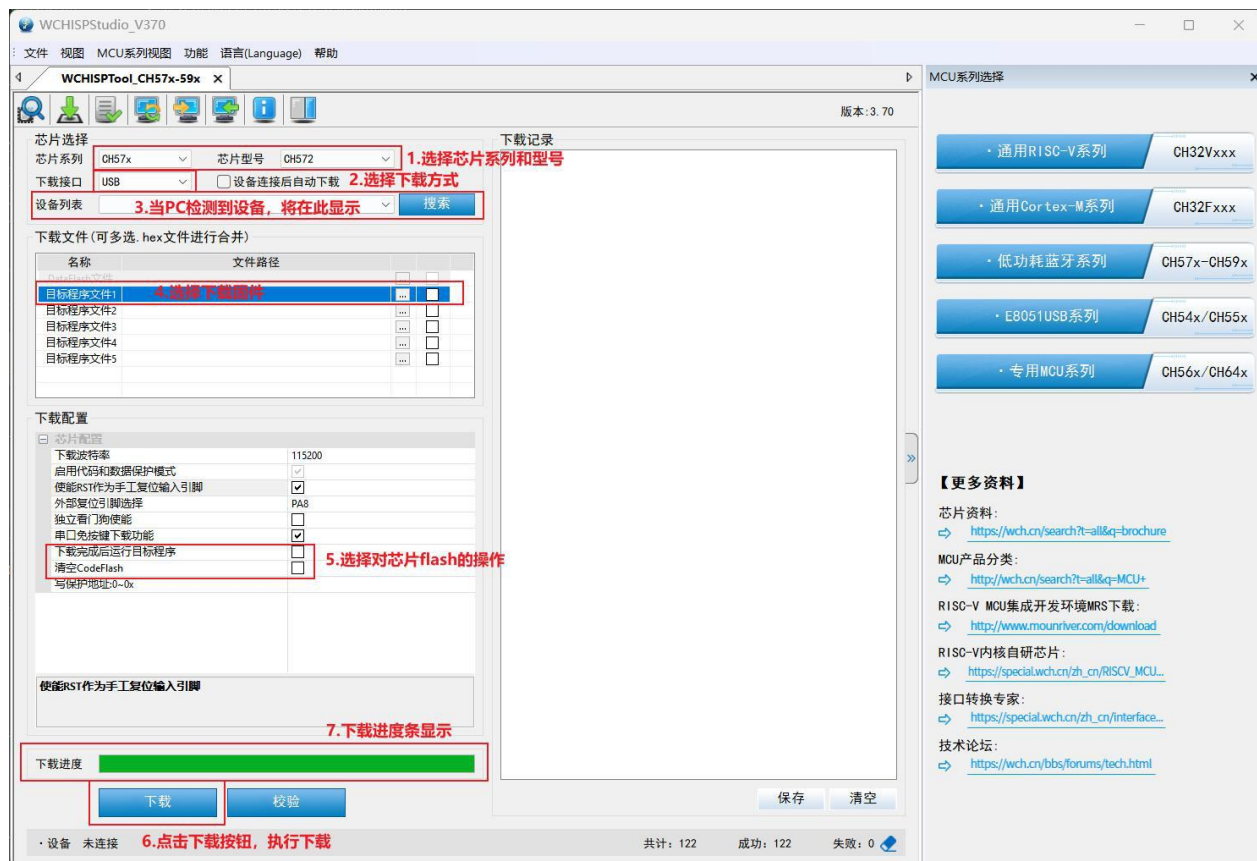 WCHISPStudio_V370
文件 视图 MCU系列视图 功能 语言(Language) 帮助
WCHISPTool_CH57x-59x
版本:3.70
芯片选择
芯片系列 CH57x 芯片型号 CH572
1.选择芯片系列和型号
下载接口 USB 设备连接后自动下载
2.选择下载方式
设备列表
3.当PC检测到设备，将在此显示
搜索
下载文件(可多选.hex文件进行合并)
名称 文件路径
DataFlash文件 ...
目标程序文件1 ...
4.选择下载固件
目标程序文件2 ...
目标程序文件3 ...
目标程序文件4 ...
目标程序文件5 ...
下载配置
芯片配置
下载波特率 115200
启用代码和数据保护模式
使能RST作为手工复位输入引脚
外部复位引脚选择 PA8
独立看门狗使能
串口免按键下载功能
下载完成后运行目标程序
清空CodeFlash
5.选择对芯片flash的操作
写保护地址:0~0x
使能RST作为手工复位输入引脚
7.下载进度条显示
下载进度
下载 校验
·设备 未连接
6.点击下载按钮，执行下载
下载记录
保存 清空
共计: 122 成功: 122 失败: 0
MCU系列选择
·通用RISC-V系列 CH32Vxxx
·通用Cortex-M系列 CH32Fxxx
·低功耗蓝牙系列 CH57x-CH59x
·E8051USB系列 CH54x/CH55x
·专用MCU系列 CH56x/CH64x
【更多资料】
芯片资料:
https://wch.cn/search?t=all&q=brochure
MCU产品分类:
http://wch.cn/search?t=all&q=MCU+
RISC-V MCU集成开发环境MRS下载:
http://www.mounriver.com/download
RISC-V内核自研芯片:
https://special.wch.cn/zh_cn/RISCV_MCU...
接口转换专家:
https://special.wch.cn/zh_cn/interface...
技术论坛:
https://wch.cn/bbs/forums/tech.html